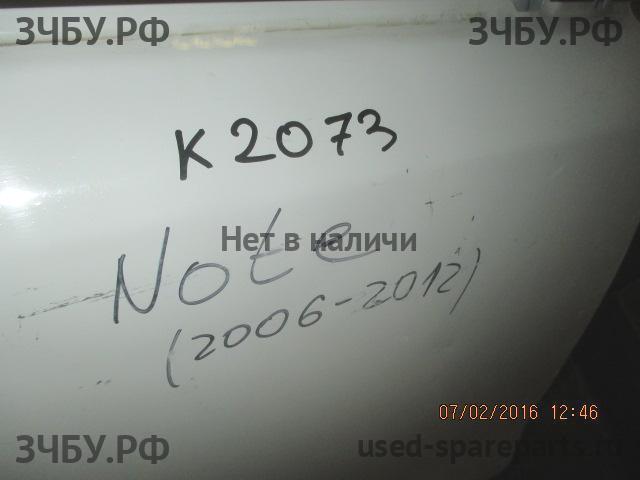 ЗЧБУ.РФ ЗЧБУ.РФ
K2073
Нет в наличи
Note
(2006-2012)
07/02/2016 12:46
ЗЧБУ.РФ used-spareparts.ru